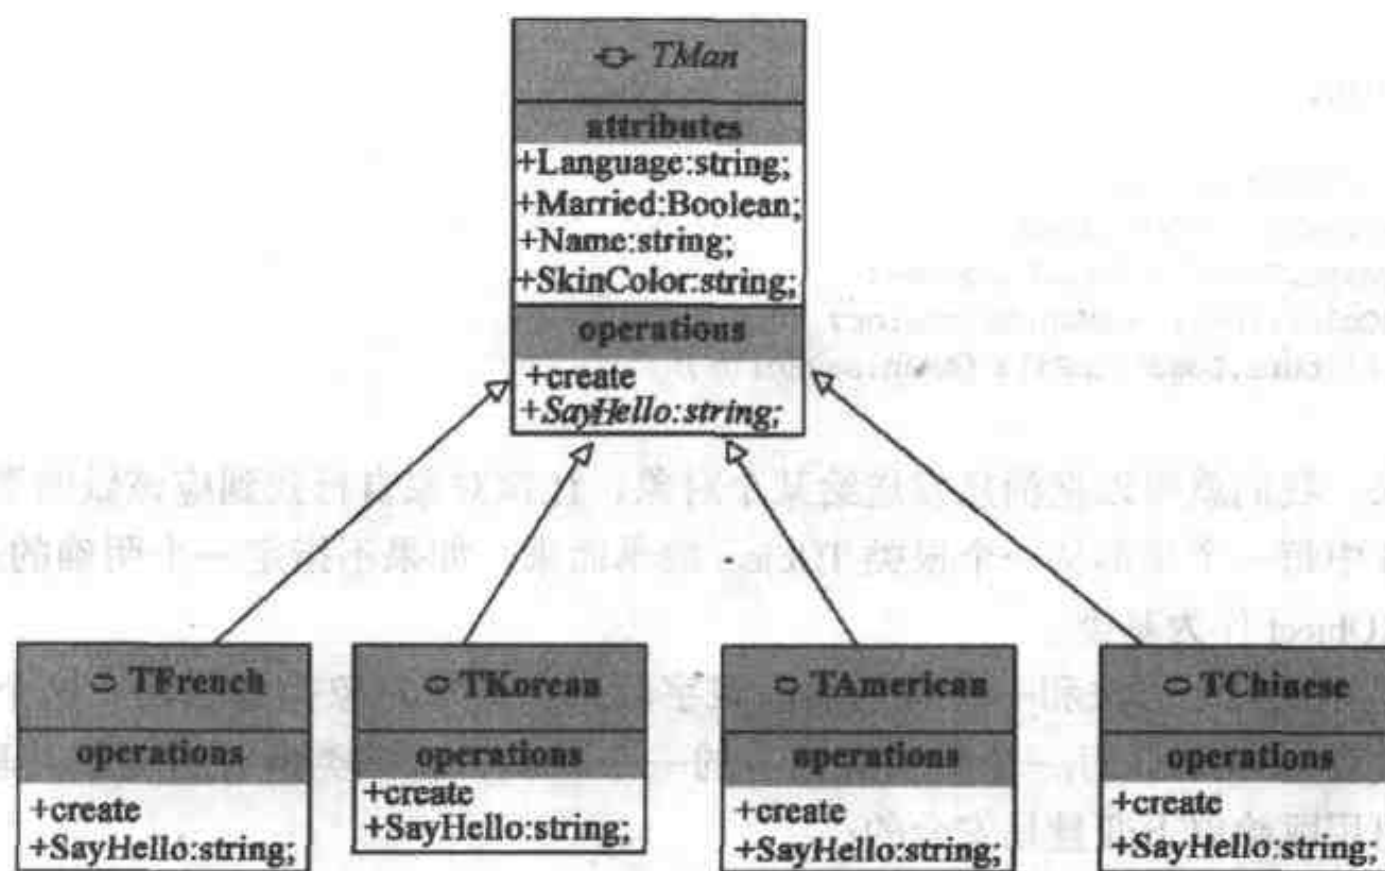 TMan
attributes
+Language:string;
+Married:Boolean;
+Name:string;
+SkinColor:string;
operations
+create
+SayHello:string;
TFrench
operations
+create
+SayHello:string;
TKorean
operations
+create
+SayHello:string;
TAmerican
operations
+create
+SayHello:string;
TChinese
operations
+create
+SayHello:string;